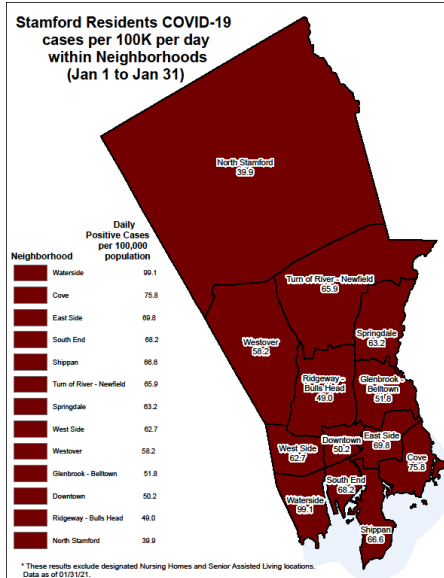 Stamford Residents COVID-19
cases per 100K per day
within Neighborhoods
(Jan 1 to Jan 31)
North Stamford
39.9
Daily
Positive Cases
per 100,000
population
Neighborhood
Waterside 99.1
Cove 75.8
East Side 69.8
South End 68.2
Shippan 66.6
Turn of River - Newfield 65.9
Springdale 63.2
West Side 62.7
Westover 58.2
Glenbrook - Belltown 51.8
Downtown 50.2
Ridgeway - Bulls Head 49.0
North Stamford 39.9
Turn of River - Newfield
65.9
Springdale
63.2
Westover
58.2
Ridgeway -
Bulls Head
49.0
Glenbrook -
Belltown
51.8
Downtown
50.2
East Side
69.8
West Side
62.7
Cove
75.8
South End
68.2
Waterside
99.1
Shippan
66.6
* These results exclude designated Nursing Homes and Senior Assisted Living locations.
Data as of 01/31/21.